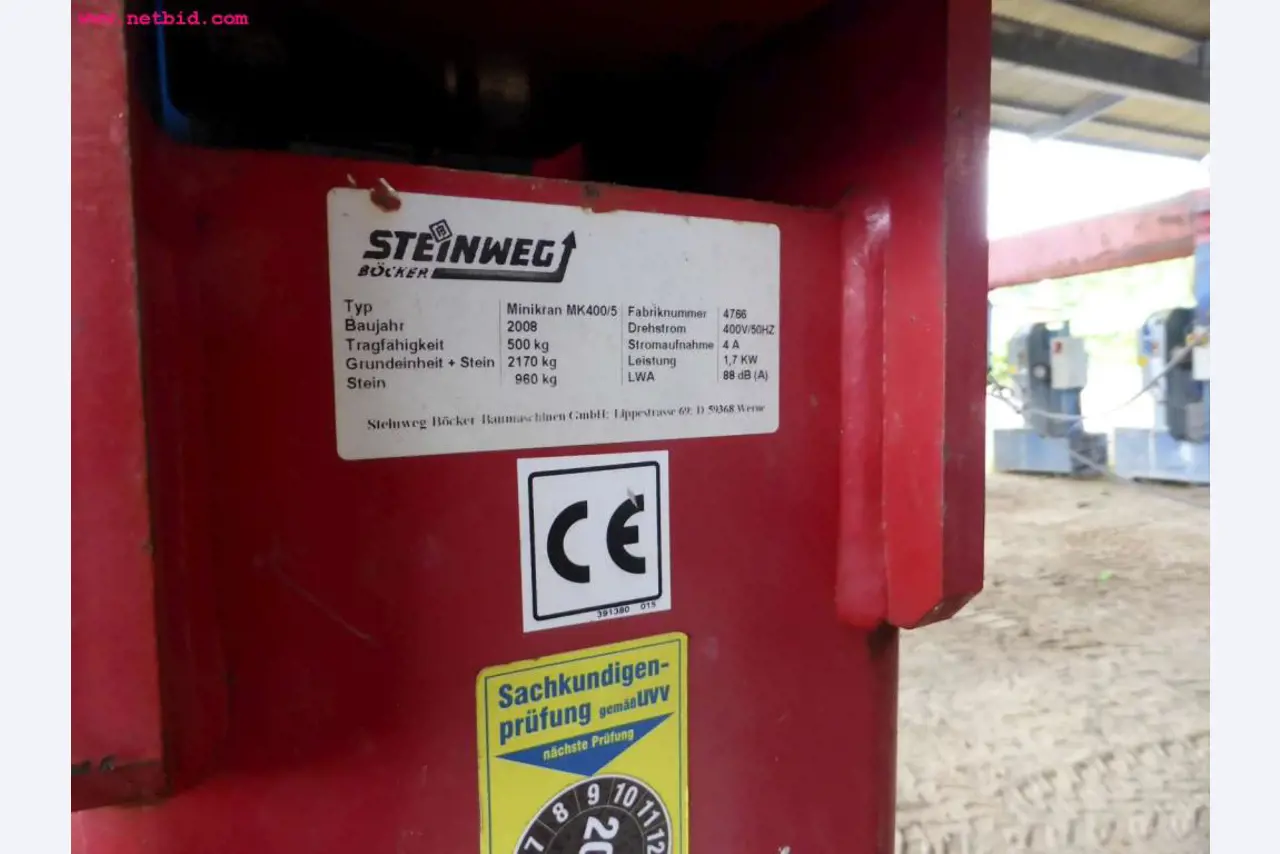 www.netbid.com
STEINWEG
BÖCKER
Typ Minikran MK400/5 Fabriknummer 4766
Baujahr 2008 Drehstrom 400V/50HZ
Tragfähigkeit 500 kg Stromaufnahme 4 A
Grundeinheit + Stein 2170 kg Leistung 1,7 KW
Stein 960 kg LWA 88 dB (A)
Steinweg Böcker Baumaschinen GmbH: Lippestrasse 69: D 59368 Werne
CE
391380 015
Sachkundigen-
prüfung gemäß UVV
nächste Prüfung
7 8 9 10 11 12
20